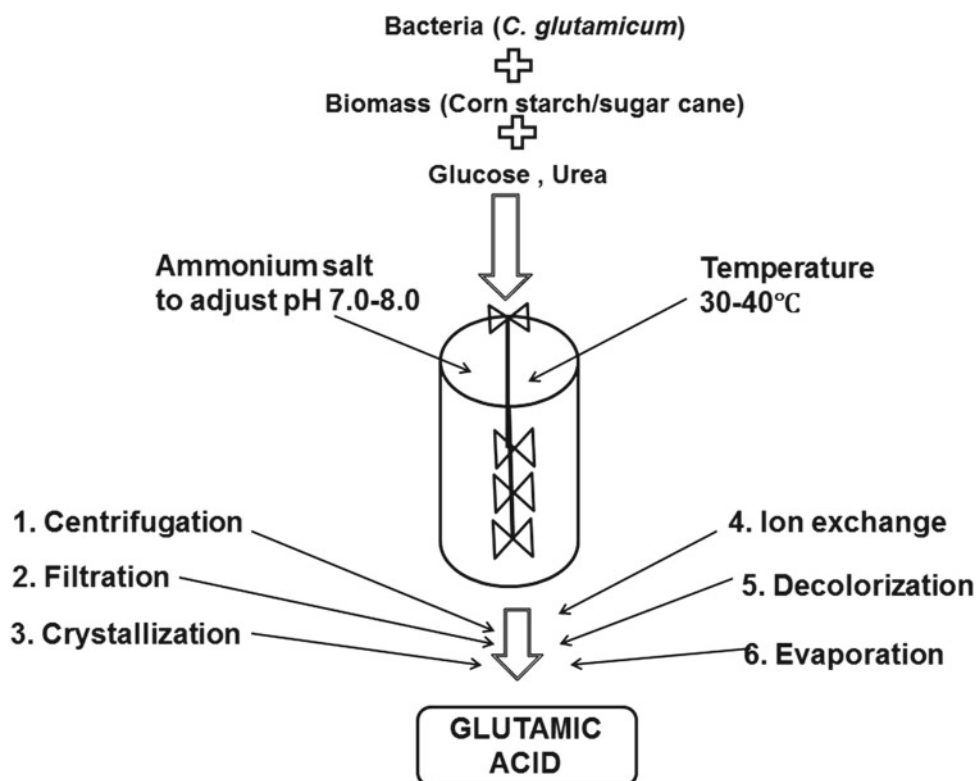 Bacteria (C. glutamicum)
Biomass (Corn starch/sugar cane)
Glucose , Urea
Ammonium salt
to adjust pH 7.0-8.0
Temperature
30-40℃
1. Centrifugation
2. Filtration
3. Crystallization
4. Ion exchange
5. Decolorization
6. Evaporation
GLUTAMIC
ACID